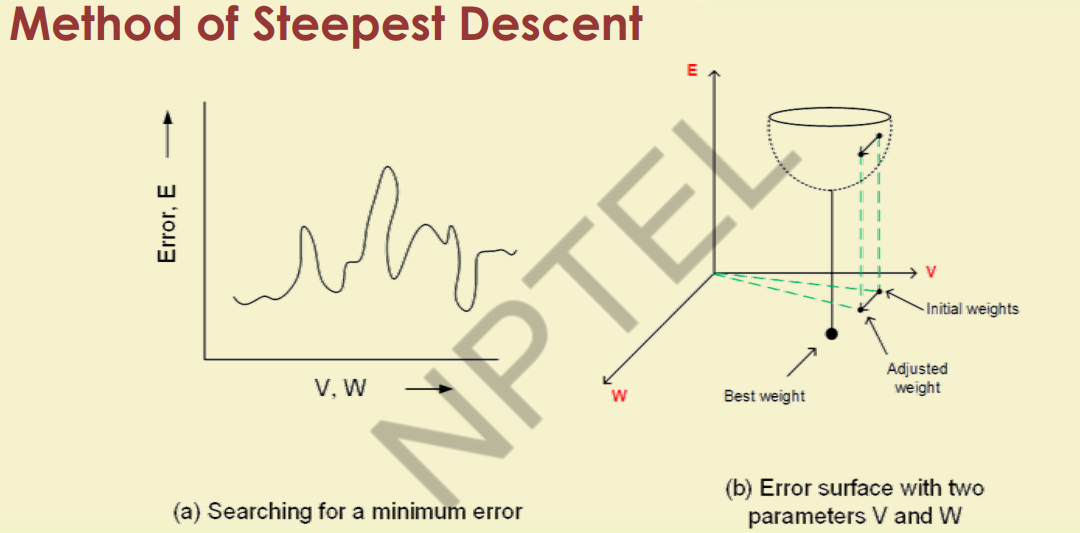 Method of Steepest Descent
Error, E
V, W
(a) Searching for a minimum error
E
V
W
Initial weights
Adjusted
weight
Best weight
(b) Error surface with two
parameters V and W
NPTEL